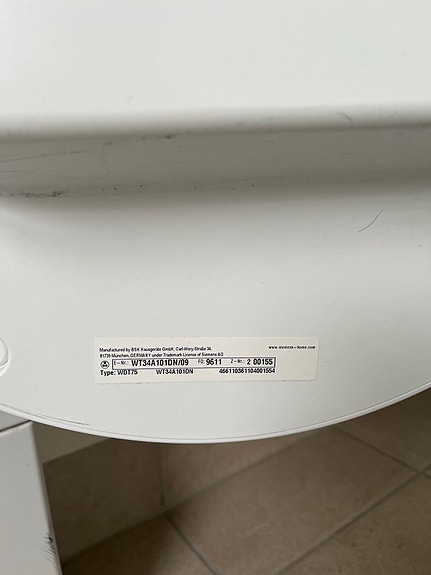 Manufactured by BSH Hausgeräte GmbH, Carl-Wery-Straße 34,
81739 München, GERMANY under Trademark License of Siemens AG
www.siemens-home.com
E-Nr.: WT34A101DN/09 FD: 9611 Z-Nr.: 2 00155
Type: WDT75 WT34A101DN 466110361104001554